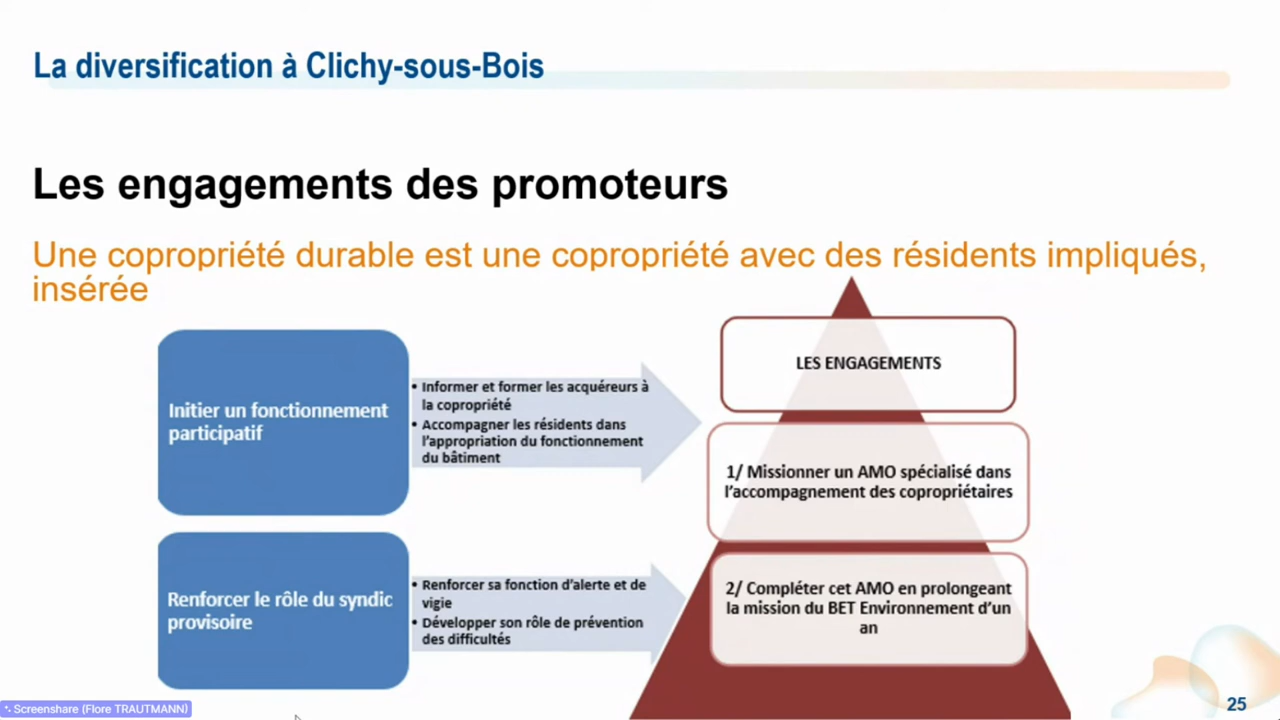 La diversification à Clichy-sous-Bois
Les engagements des promoteurs
Une copropriété durable est une copropriété avec des résidents impliqués,
insérée
Initier un fonctionnement
participatif
• Informer et former les acquéreurs à
la copropriété
• Accompagner les résidents dans
l'appropriation du fonctionnement
du bâtiment
LES ENGAGEMENTS
1/ Missionner un AMO spécialisé dans
l'accompagnement des copropriétaires
Renforcer le rôle du syndic
provisoire
• Renforcer sa fonction d'alerte et de
vigie
• Développer son rôle de prévention
des difficultés
2/ Compléter cet AMO en prolongeant
la mission du BET Environnement d'un
an
Screenshare (Flore TRAUTMANN)
25